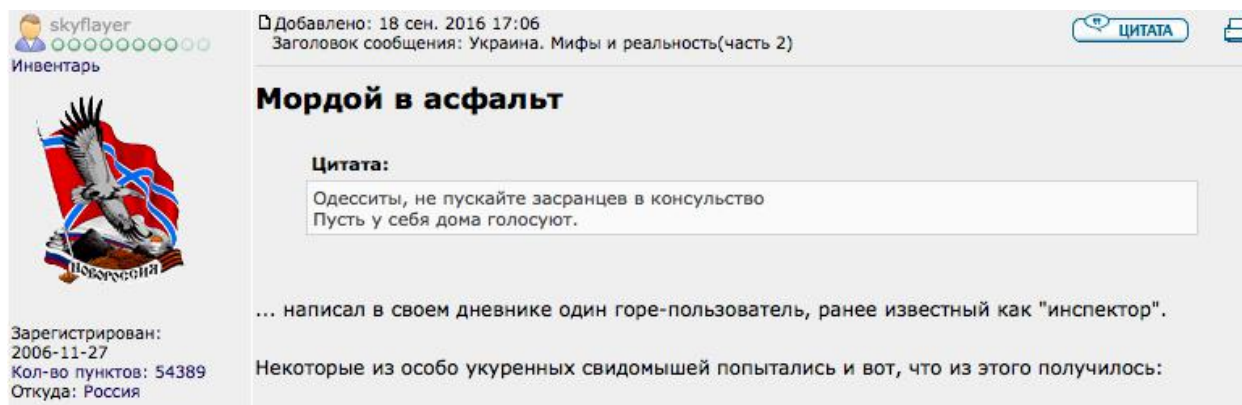 skyflayer
Инвентарь
НОВОРОССИЯ
Зарегистрирован:
2006-11-27
Кол-во пунктов: 54389
Откуда: Россия
Добавлено: 18 сен. 2016 17:06
Заголовок сообщения: Украина. Мифы и реальность(часть 2)
ЦИТАТА
Мордой в асфальт
Цитата:
Одесситы, не пускайте засранцев в консульство
Пусть у себя дома голосуют.
... написал в своем дневнике один горе-пользователь, ранее известный как "инспектор".
Некоторые из особо укуренных свидомышей попытались и вот, что из этого получилось: